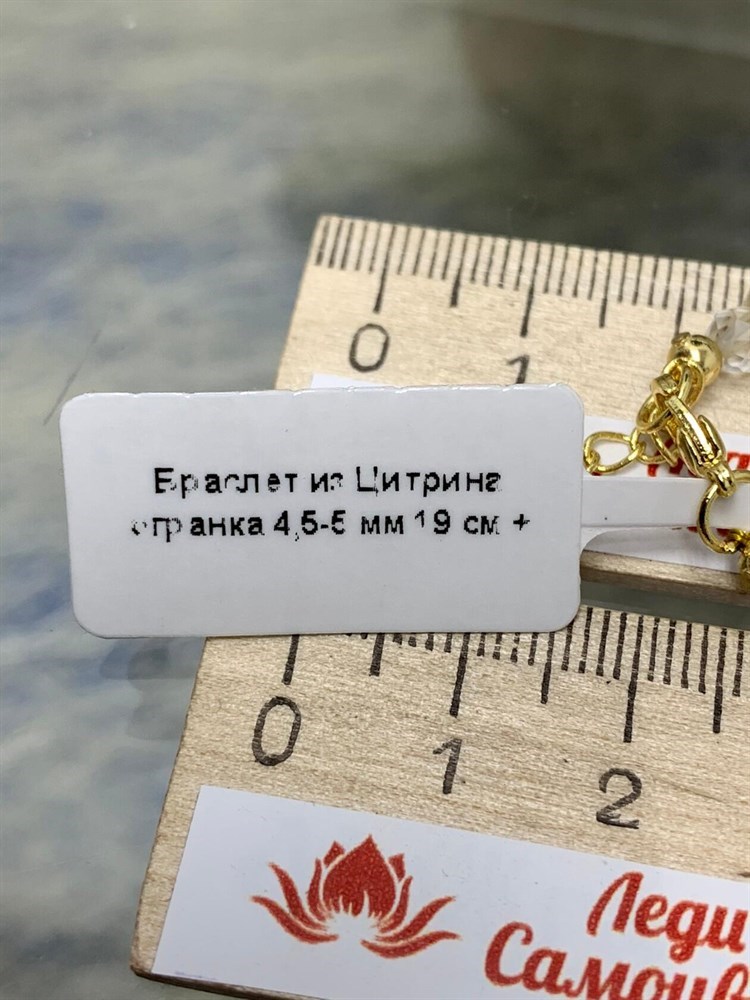 0 1
Браслет из Цитрина
огранка 4,5-5 мм 19 см +
0 1 2
Леди